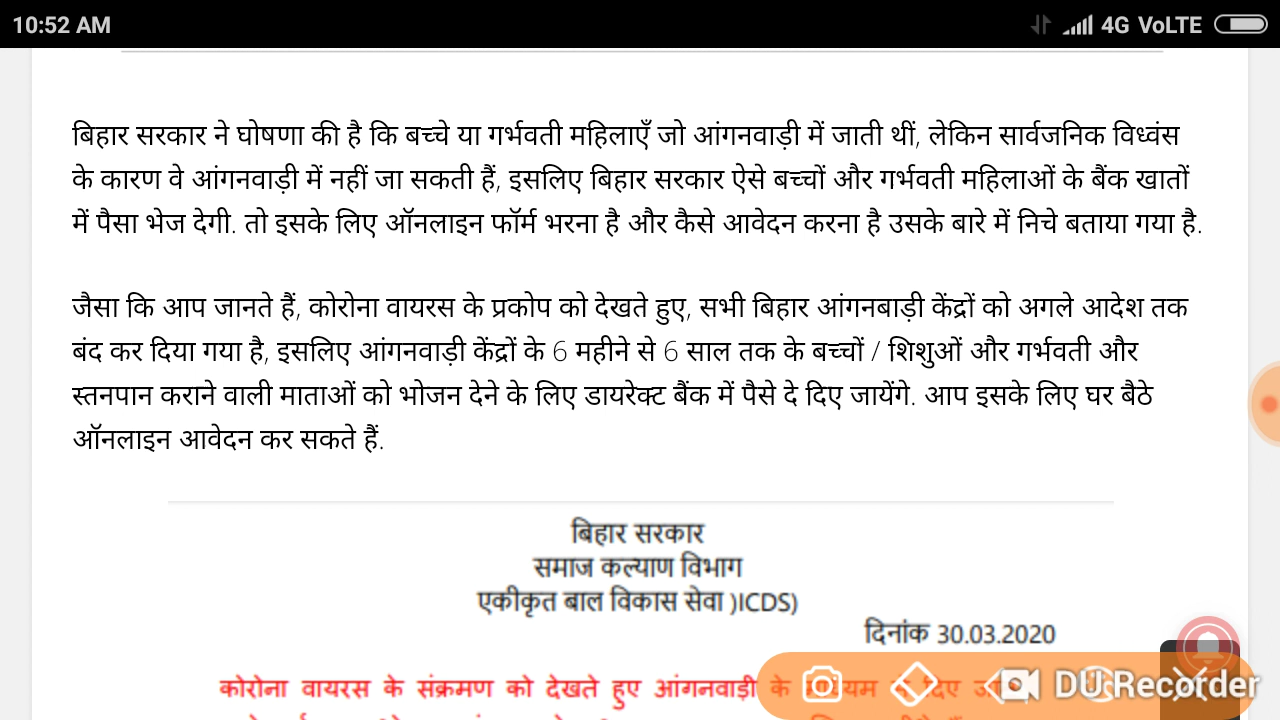 10:52 AM
4G VoLTE
बिहार सरकार ने घोषणा की है कि बच्चे या गर्भवती महिलाएँ जो आंगनवाड़ी में जाती थीं, लेकिन सार्वजनिक विध्वंस
के कारण वे आंगनवाड़ी में नहीं जा सकती हैं, इसलिए बिहार सरकार ऐसे बच्चों और गर्भवती महिलाओं के बैंक खातों
में पैसा भेज देगी. तो इसके लिए ऑनलाइन फॉर्म भरना है और कैसे आवेदन करना है उसके बारे में निचे बताया गया है.
जैसा कि आप जानते हैं, कोरोना वायरस के प्रकोप को देखते हुए, सभी बिहार आंगनबाड़ी केंद्रों को अगले आदेश तक
बंद कर दिया गया है, इसलिए आंगनवाड़ी केंद्रों के 6 महीने से 6 साल तक के बच्चों / शिशुओं और गर्भवती और
स्तनपान कराने वाली माताओं को भोजन देने के लिए डायरेक्ट बैंक में पैसे दे दिए जायेंगे. आप इसके लिए घर बैठे
ऑनलाइन आवेदन कर सकते हैं.
बिहार सरकार
समाज कल्याण विभाग
एकीकृत बाल विकास सेवा )ICDS)
दिनांक 30.03.2020
कोरोना वायरस के संक्रमण को देखते हुए आंगनवाड़ी के
DU Recorder